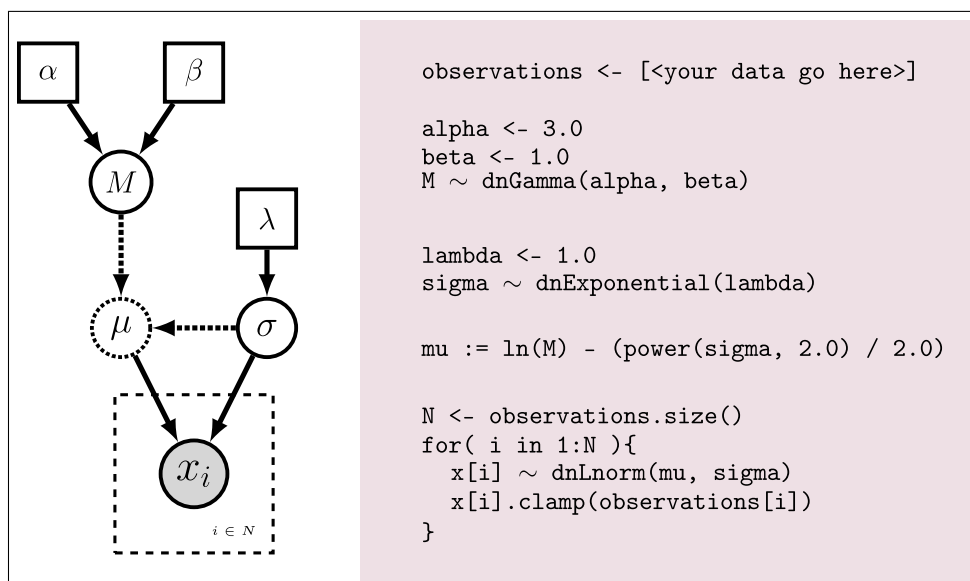 α β
M
λ
μ σ
x_i
i ∈ N
observations <- [<your data go here>]
alpha <- 3.0
beta <- 1.0
M ∼ dnGamma(alpha, beta)
lambda <- 1.0
sigma ∼ dnExponential(lambda)
mu := ln(M) - (power(sigma, 2.0) / 2.0)
N <- observations.size()
for( i in 1:N ){
x[i] ∼ dnLnorm(mu, sigma)
x[i].clamp(observations[i])
}